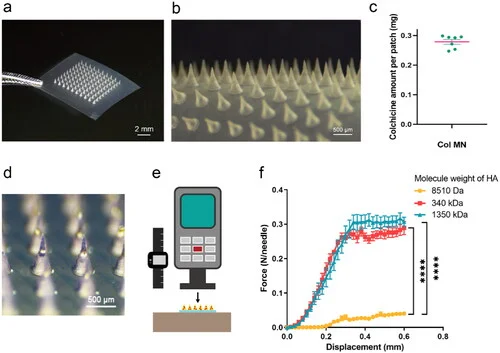 a
2 mm
b
500 µm
c
Colchicine amount per patch (mg)
0.3
0.2
0.1
0.0
Col MN
d
500 µm
e
f
Molecule weight of HA
8510 Da
340 kDa
1350 kDa
Force (N/needle)
0.4
0.3
0.2
0.1
0.0
0.0
0.2
0.4
0.6
0.8
Displacement (mm)
****
****